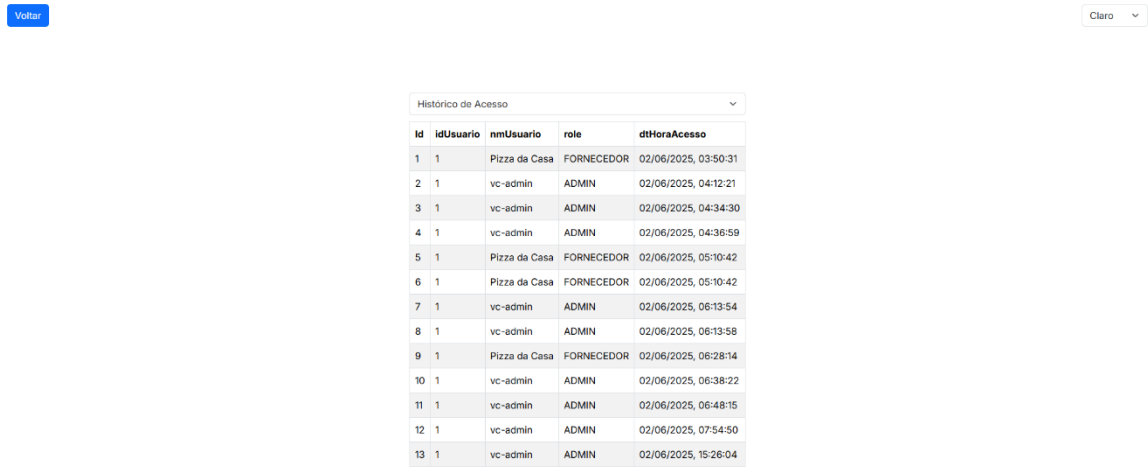 Voltar Claro
Histórico de Acesso
Id idUsuario nmUsuario role dtHoraAcesso
1 1 Pizza da Casa FORNECEDOR 02/06/2025, 03:50:31
2 1 vc-admin ADMIN 02/06/2025, 04:12:21
3 1 vc-admin ADMIN 02/06/2025, 04:34:30
4 1 vc-admin ADMIN 02/06/2025, 04:36:59
5 1 Pizza da Casa FORNECEDOR 02/06/2025, 05:10:42
6 1 Pizza da Casa FORNECEDOR 02/06/2025, 05:10:42
7 1 vc-admin ADMIN 02/06/2025, 06:13:54
8 1 vc-admin ADMIN 02/06/2025, 06:13:58
9 1 Pizza da Casa FORNECEDOR 02/06/2025, 06:28:14
10 1 vc-admin ADMIN 02/06/2025, 06:38:22
11 1 vc-admin ADMIN 02/06/2025, 06:48:15
12 1 vc-admin ADMIN 02/06/2025, 07:54:50
13 1 vc-admin ADMIN 02/06/2025, 15:26:04